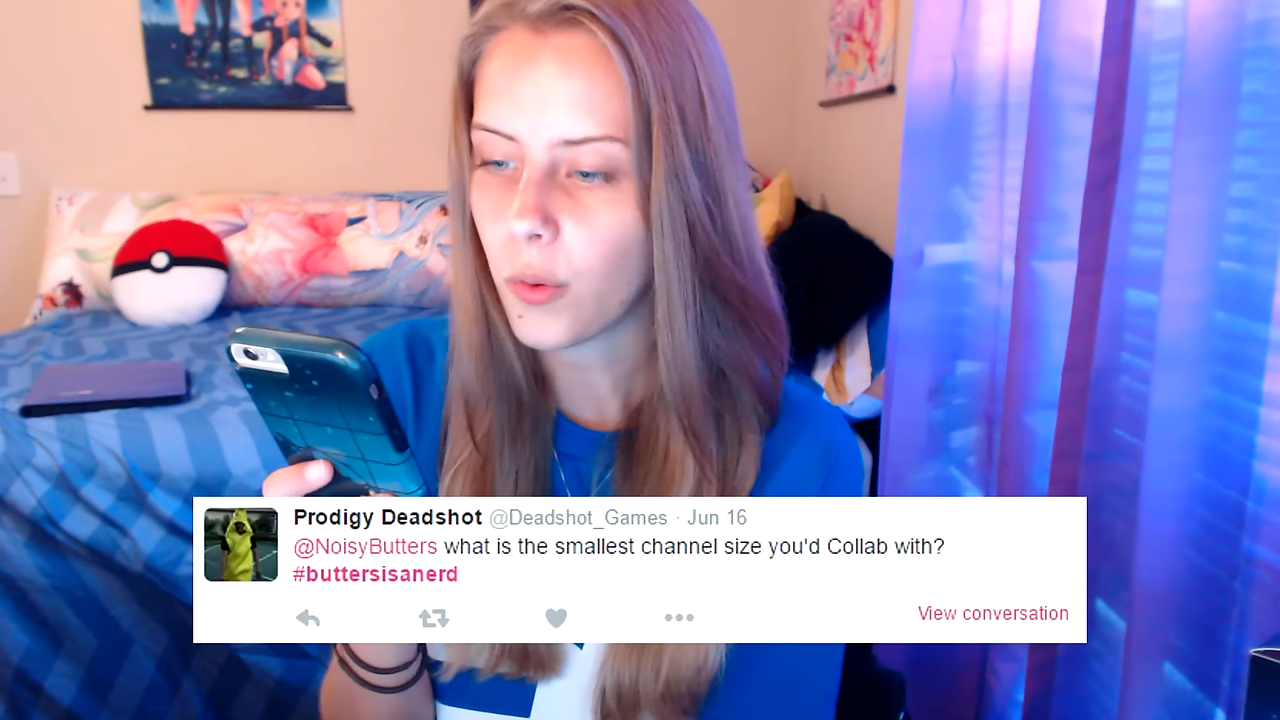 Prodigy Deadshot @Deadshot_Games · Jun 16
@NoisyButters what is the smallest channel size you'd Collab with?
#buttersisanerd
View conversation